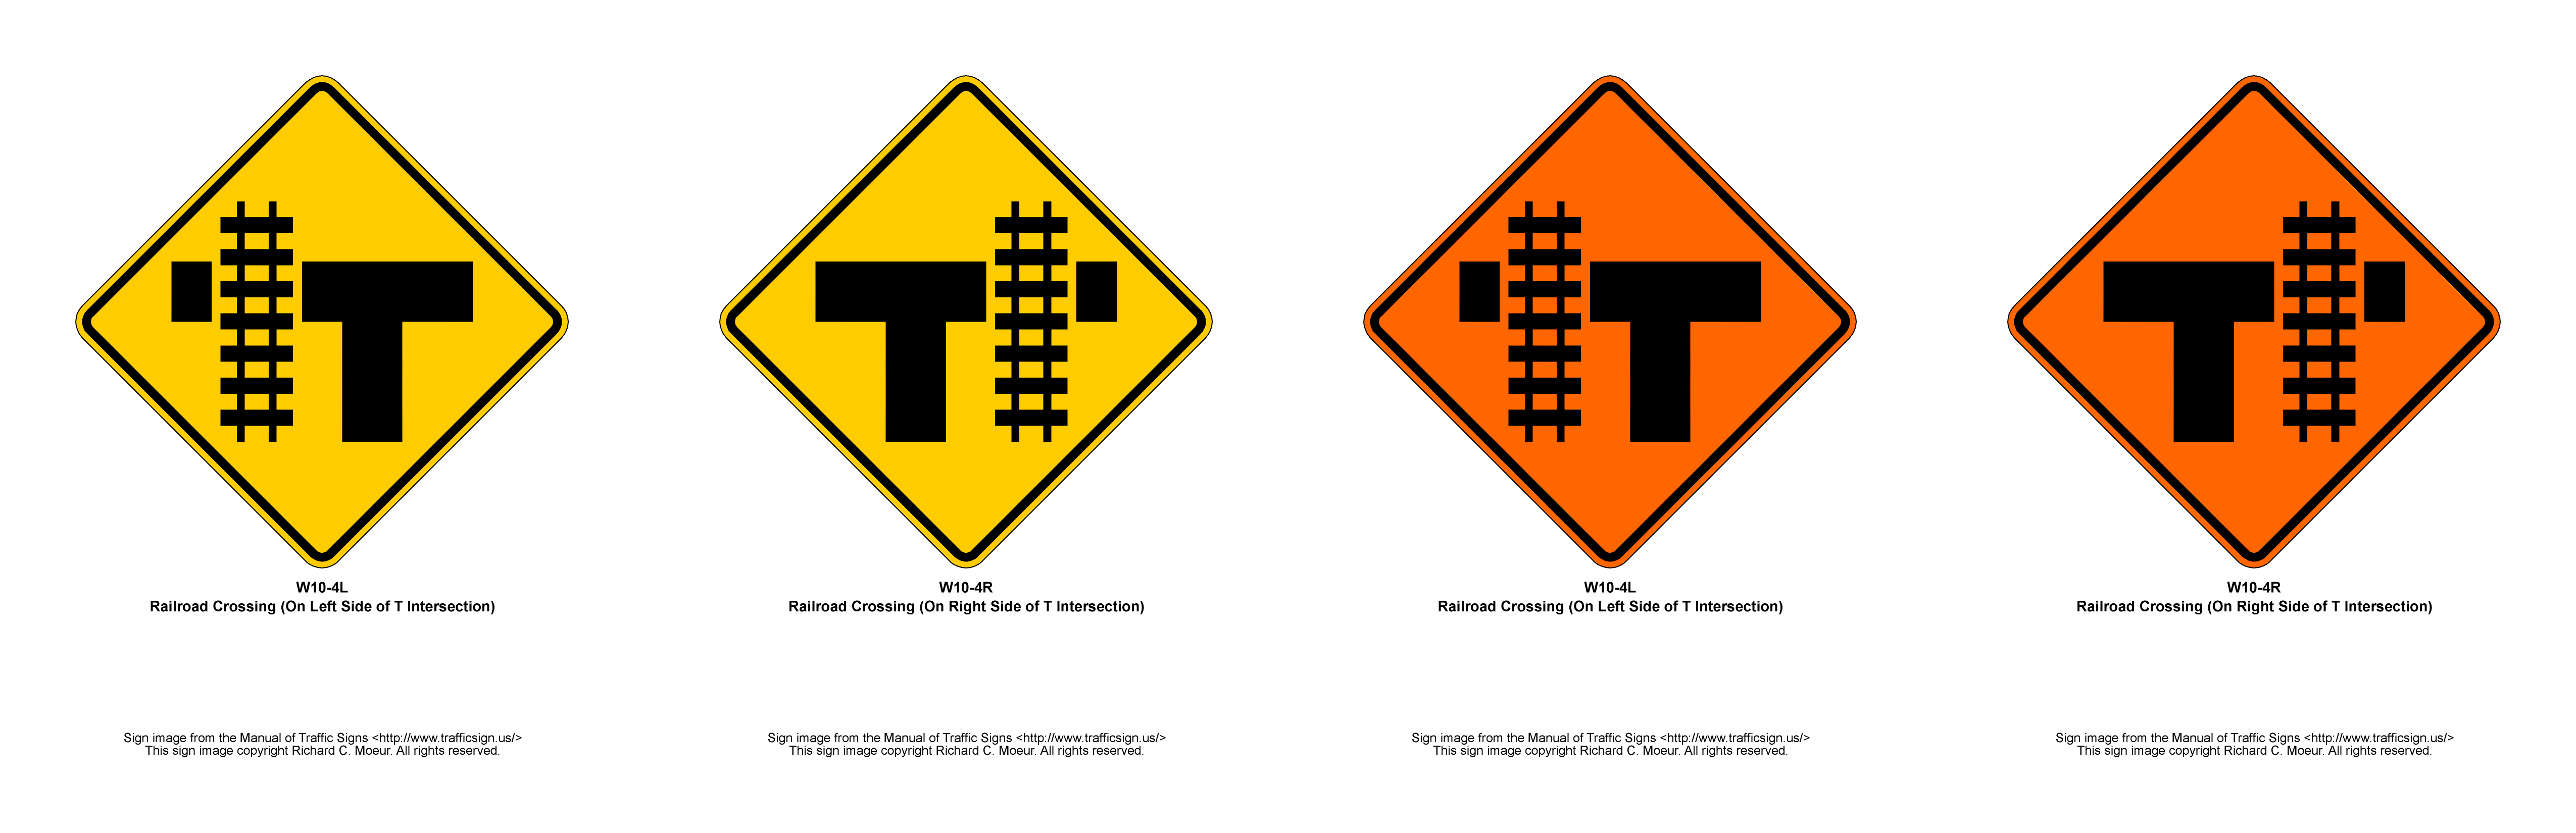 W10-4L
Railroad Crossing (On Left Side of T Intersection)
Sign image from the Manual of Traffic Signs <http://www.trafficsign.us/>
This sign image copyright Richard C. Moeur. All rights reserved.
W10-4R
Railroad Crossing (On Right Side of T Intersection)
Sign image from the Manual of Traffic Signs <http://www.trafficsign.us/>
This sign image copyright Richard C. Moeur. All rights reserved.
W10-4L
Railroad Crossing (On Left Side of T Intersection)
Sign image from the Manual of Traffic Signs <http://www.trafficsign.us/>
This sign image copyright Richard C. Moeur. All rights reserved.
W10-4R
Railroad Crossing (On Right Side of T Intersection)
Sign image from the Manual of Traffic Signs <http://www.trafficsign.us/>
This sign image copyright Richard C. Moeur. All rights reserved.